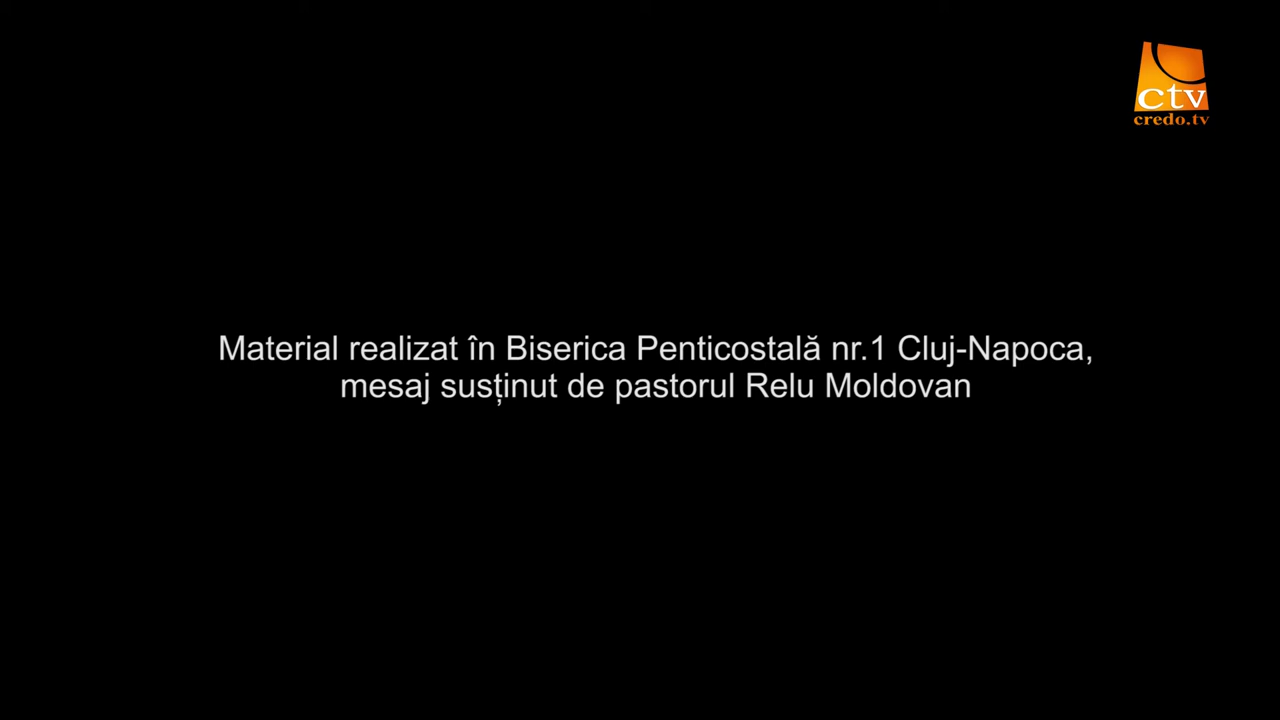 ctv
credo.tv
Material realizat în Biserica Penticostală nr.1 Cluj-Napoca,
mesaj susținut de pastorul Relu Moldovan